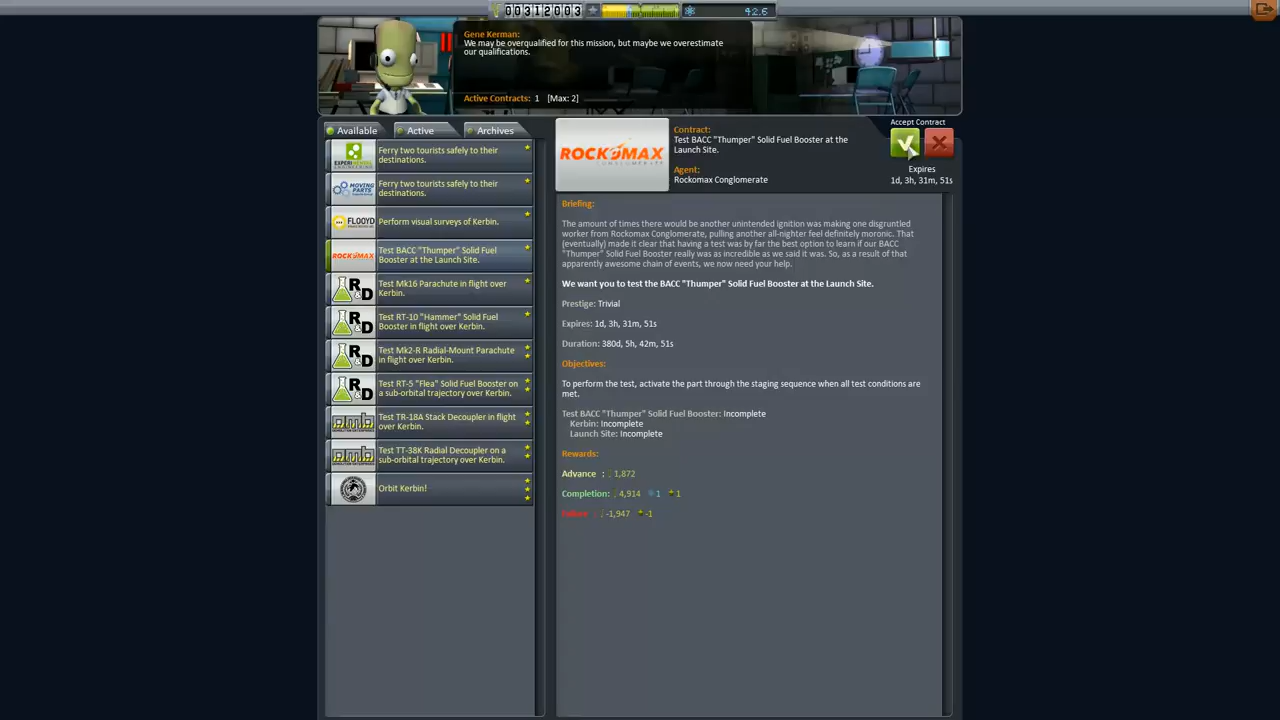 00312003
42.6
Gene Kerman:
We may be overqualified for this mission, but maybe we overestimate
our qualifications.
Active Contracts: 1 [Max: 2]
Available
Active
Archives
Ferry two tourists safely to their
destinations.
MOVING
PARTS
Ferry two tourists safely to their
destinations.
FLOOYD
Perform visual surveys of Kerbin.
ROCKOMAX
Test BACC "Thumper" Solid Fuel
Booster at the Launch Site.
R&D
Test Mk16 Parachute in flight over
Kerbin.
R&D
Test RT-10 "Hammer" Solid Fuel
Booster in flight over Kerbin.
R&D
Test Mk2-R Radial-Mount Parachute
in flight over Kerbin.
R&D
Test RT-5 "Flea" Solid Fuel Booster on
a sub-orbital trajectory over Kerbin.
Test TR-18A Stack Decoupler in flight
over Kerbin.
Test TT-38K Radial Decoupler on a
sub-orbital trajectory over Kerbin.
Orbit Kerbin!
ROCKOMAX
CONGLOMERATE
Contract:
Test BACC "Thumper" Solid Fuel Booster at the
Launch Site.
Agent:
Rockomax Conglomerate
Accept Contract
Expires
1d, 3h, 31m, 51s
Briefing:
The amount of times there would be another unintended ignition was making one disgruntled
worker from Rockomax Conglomerate, pulling another all-nighter feel definitely moronic. That
(eventually) made it clear that having a test was by far the best option to learn if our BACC
"Thumper" Solid Fuel Booster really was as incredible as we said it was. So, as a result of that
apparently awesome chain of events, we now need your help.
We want you to test the BACC "Thumper" Solid Fuel Booster at the Launch Site.
Prestige: Trivial
Expires: 1d, 3h, 31m, 51s
Duration: 380d, 5h, 42m, 51s
Objectives:
To perform the test, activate the part through the staging sequence when all test conditions are
met.
Test BACC "Thumper" Solid Fuel Booster: Incomplete
Kerbin: Incomplete
Launch Site: Incomplete
Rewards:
Advance : 1,872
Completion: 4,914 1 1
Failure : -1,947 -1